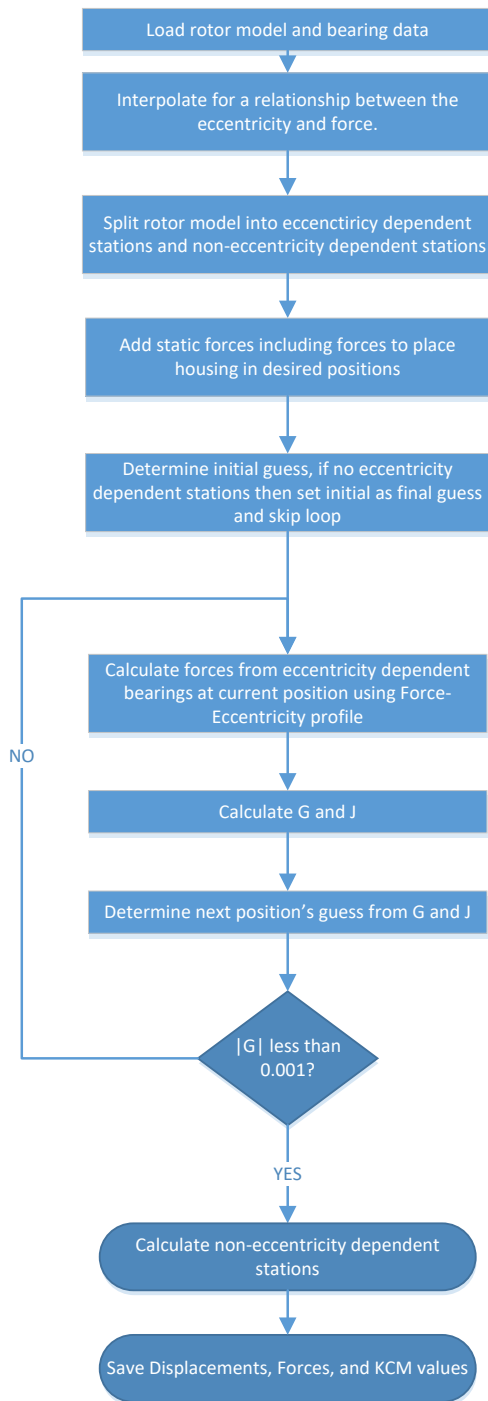 Load rotor model and bearing data
Interpolate for a relationship between the
eccentricity and force.
Split rotor model into eccenctiricy dependent
stations and non-eccentricity dependent stations
Add static forces including forces to place
housing in desired positions
Determine initial guess, if no eccentricity
dependent stations then set initial as final guess
and skip loop
Calculate forces from eccentricity dependent
bearings at current position using Force-
Eccentricity profile
NO
Calculate G and J
Determine next position’s guess from G and J
|G| less than
0.001?
YES
Calculate non-eccentricity dependent
stations
Save Displacements, Forces, and KCM values